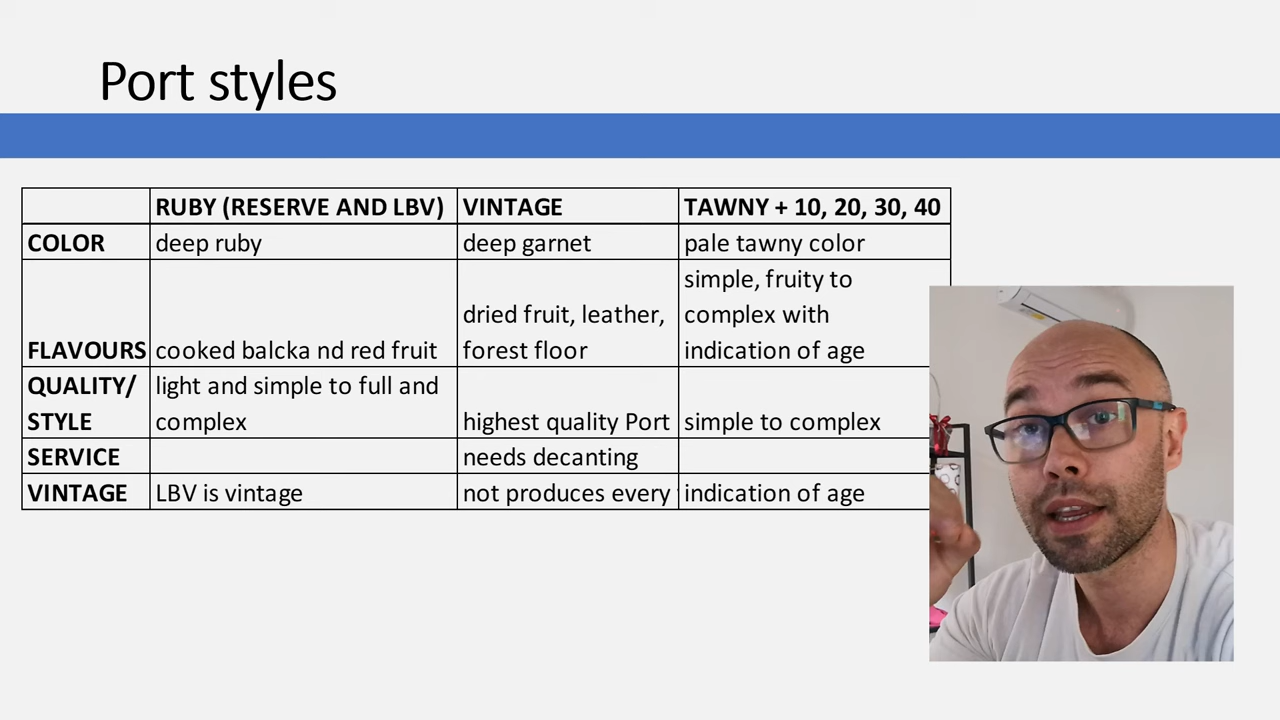 Port styles
RUBY (RESERVE AND LBV) VINTAGE TAWNY + 10, 20, 30, 40
COLOR deep ruby deep garnet pale tawny color
FLAVOURS cooked balcka nd red fruit dried fruit, leather, simple, fruity to
forest floor complex with
indication of age
QUALITY/ light and simple to full and
STYLE complex highest quality Port simple to complex
SERVICE needs decanting
VINTAGE LBV is vintage not produces every indication of age